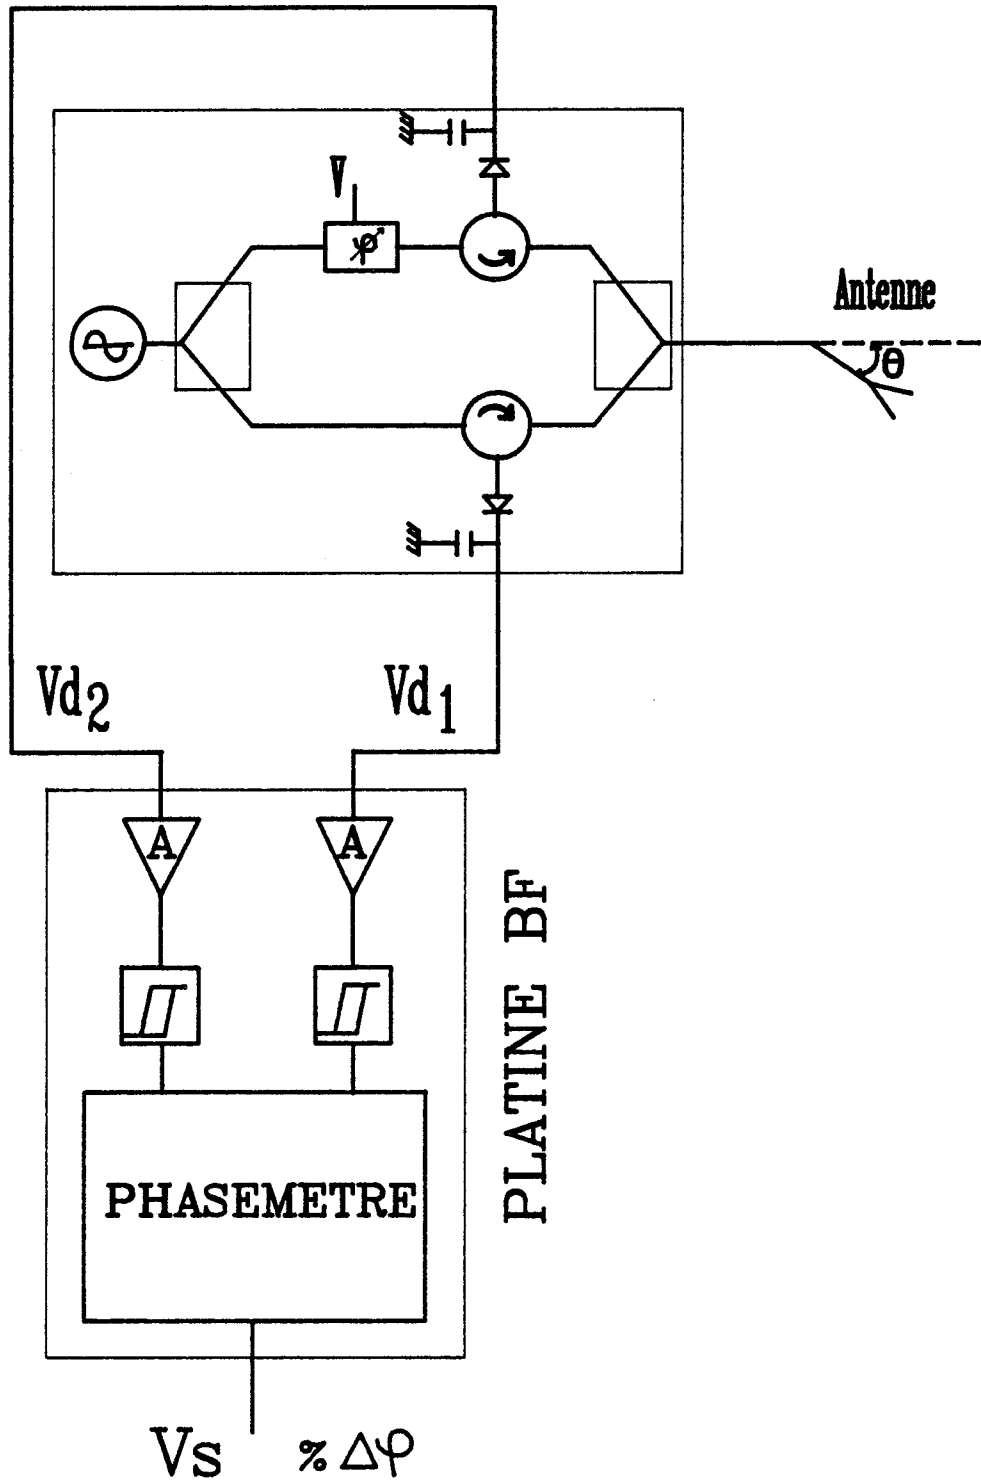 V
φ
Antenne
θ
Vd2
Vd1
A
A
PLATINE BF
PHASEMETRE
Vs % Δφ